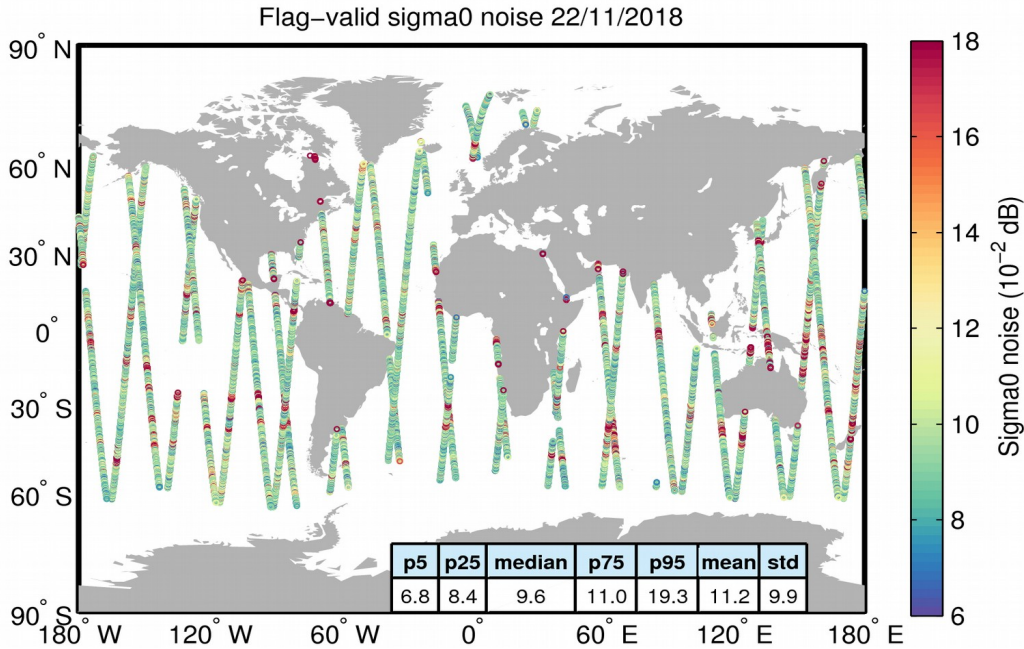 Flag−valid sigma0 noise 22/11/2018
90° N
60° N
30° N
0°
30° S
60° S
90° S
180° W
120° W
60° W
0°
60° E
120° E
180° E
p5 p25 median p75 p95 mean std
6.8 8.4 9.6 11.0 19.3 11.2 9.9
18
16
14
12
10
8
6
Sigma0 noise (10⁻² dB)